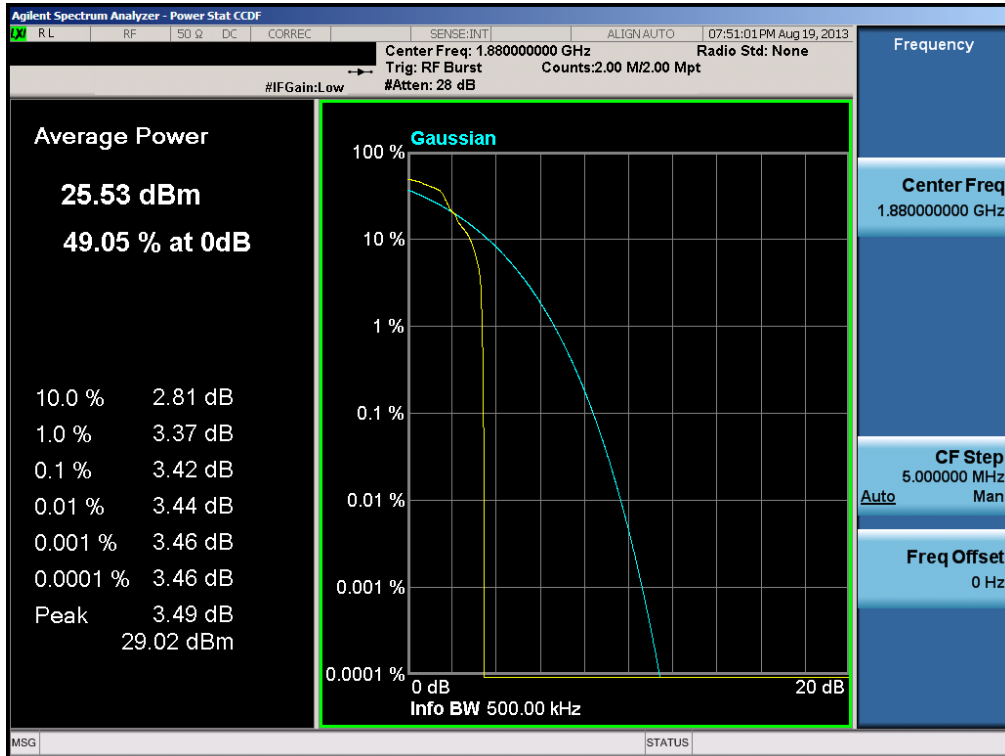 Agilent Spectrum Analyzer - Power Stat CCDF
LXI RL RF 50 Ω DC CORREC SENSE:INT ALIGN AUTO 07:51:01 PM Aug 19, 2013
Center Freq: 1.880000000 GHz Radio Std: None
Trig: RF Burst Counts:2.00 M/2.00 Mpt
#IFGain:Low #Atten: 28 dB
Average Power
25.53 dBm
49.05 % at 0dB
10.0 % 2.81 dB
1.0 % 3.37 dB
0.1 % 3.42 dB
0.01 % 3.44 dB
0.001 % 3.46 dB
0.0001 % 3.46 dB
Peak 3.49 dB
29.02 dBm
Gaussian
100 %
10 %
1 %
0.1 %
0.01 %
0.001 %
0.0001 %
0 dB 20 dB
Info BW 500.00 kHz
Frequency
Center Freq
1.880000000 GHz
CF Step
5.000000 MHz
Auto Man
Freq Offset
0 Hz
MSG STATUS